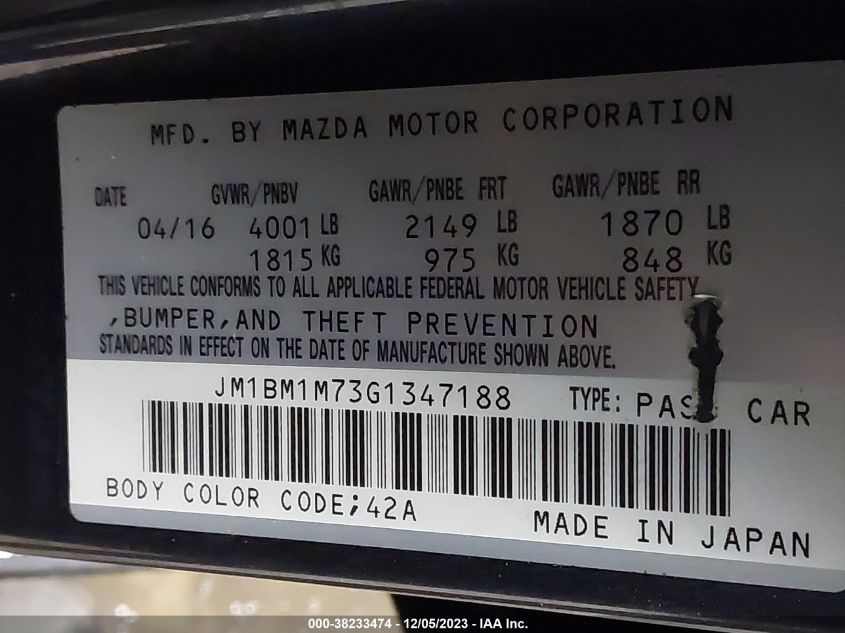 MFD. BY MAZDA MOTOR CORPORATION
DATE GVWR/PNBV GAWR/PNBE FRT GAWR/PNBE RR
04/16 4001 LB 2149 LB 1870 LB
1815 KG 975 KG 848 KG
THIS VEHICLE CONFORMS TO ALL APPLICABLE FEDERAL MOTOR VEHICLE SAFETY
,BUMPER,AND THEFT PREVENTION
STANDARDS IN EFFECT ON THE DATE OF MANUFACTURE SHOWN ABOVE.
JM1BM1M73G1347188 TYPE: PASS CAR
BODY COLOR CODE;42A
MADE IN JAPAN
000-38233474 - 12/05/2023 - IAA Inc.